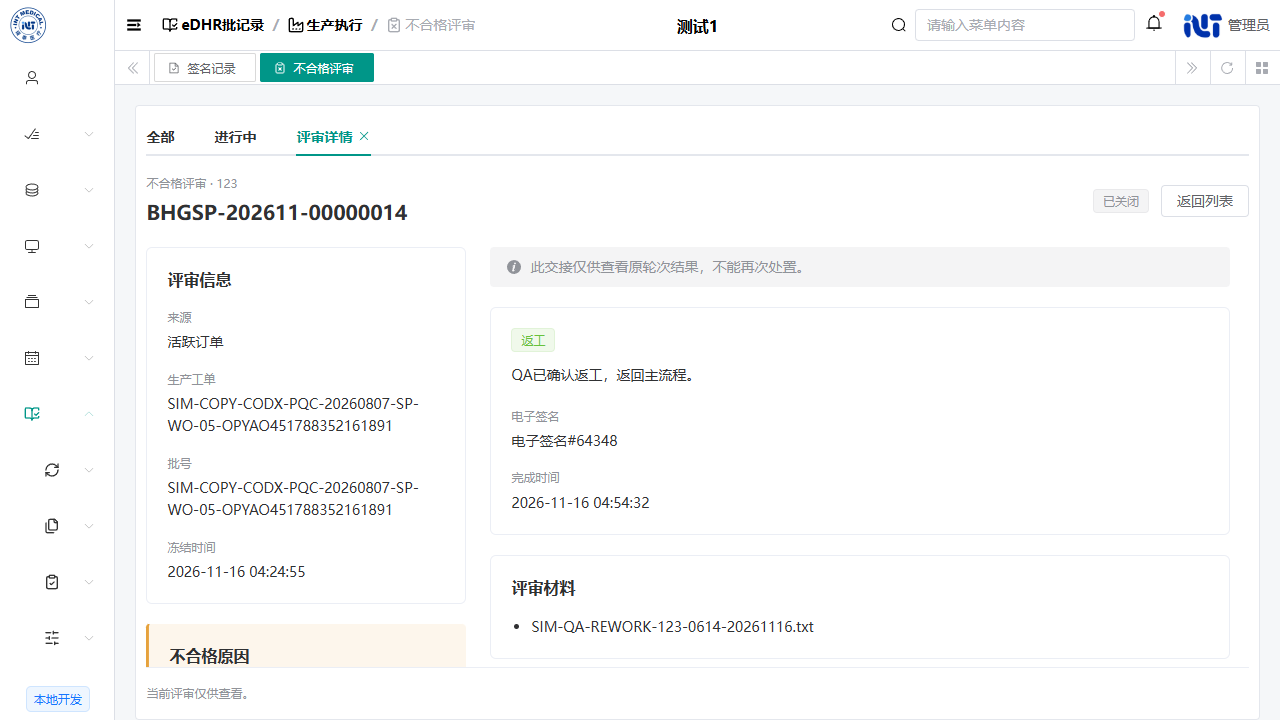 eDHR批记录 / 生产执行 / 不合格评审
测试1
请输入菜单内容
管理员
签名记录
不合格评审
全部
进行中
评审详情
不合格评审 · 123
BHGSP-202611-00000014
已关闭
返回列表
评审信息
来源
活跃订单
生产工单
SIM-COPY-CODX-PQC-20260807-SP-
WO-05-OPYAO451788352161891
批号
SIM-COPY-CODX-PQC-20260807-SP-
WO-05-OPYAO451788352161891
冻结时间
2026-11-16 04:24:55
不合格原因
此交接仅供查看原轮次结果，不能再次处置。
返工
QA已确认返工，返回主流程。
电子签名
电子签名#64348
完成时间
2026-11-16 04:54:32
评审材料
SIM-QA-REWORK-123-0614-20261116.txt
当前评审仅供查看。
本地开发